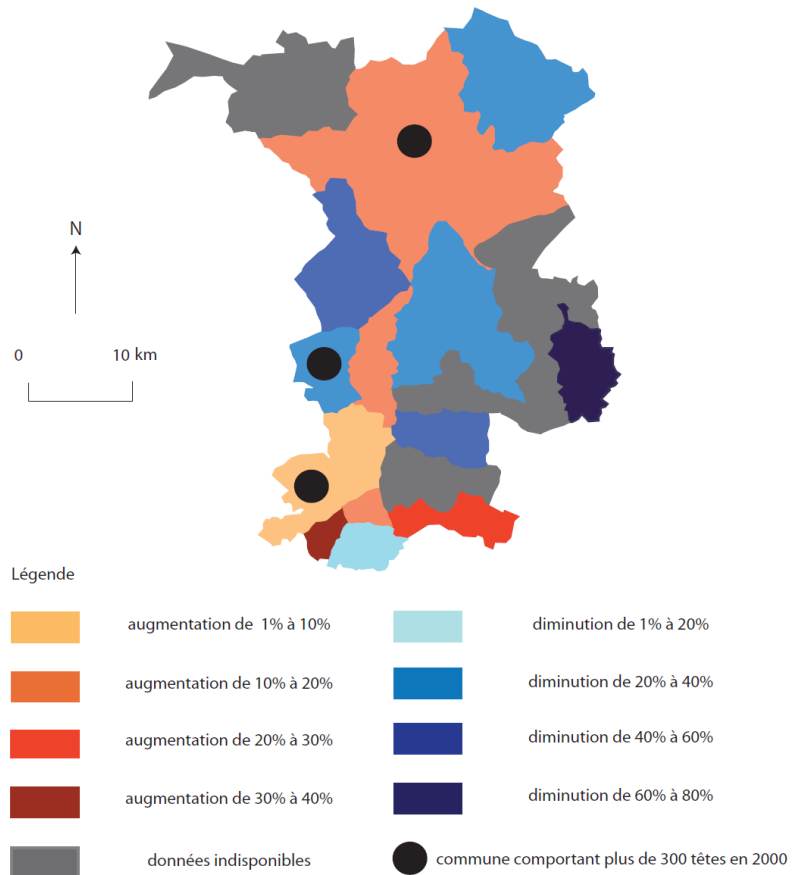 N
0 10 km
Légende
augmentation de 1% à 10%
diminution de 1% à 20%
augmentation de 10% à 20%
diminution de 20% à 40%
augmentation de 20% à 30%
diminution de 40% à 60%
augmentation de 30% à 40%
diminution de 60% à 80%
données indisponibles
commune comportant plus de 300 têtes en 2000